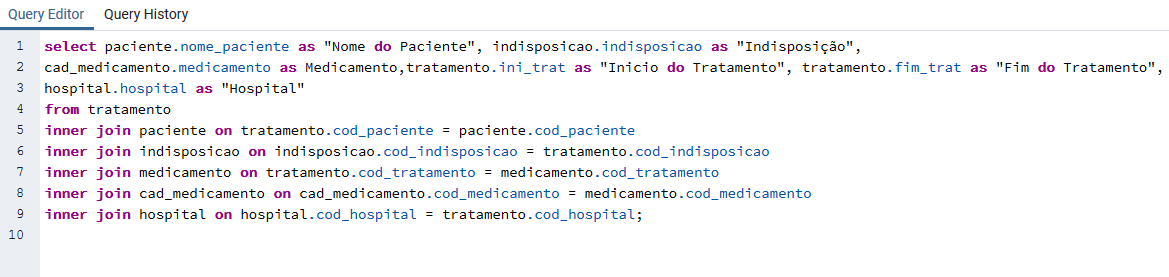 Query Editor Query History
1 select paciente.nome_paciente as "Nome do Paciente", indisposicao.indisposicao as "Indisposição",
2 cad_medicamento.medicamento as Medicamento,tratamento.ini_trat as "Inicio do Tratamento", tratamento.fim_trat as "Fim do Tratamento",
3 hospital.hospital as "Hospital"
4 from tratamento
5 inner join paciente on tratamento.cod_paciente = paciente.cod_paciente
6 inner join indisposicao on indisposicao.cod_indisposicao = tratamento.cod_indisposicao
7 inner join medicamento on tratamento.cod_tratamento = medicamento.cod_tratamento
8 inner join cad_medicamento on cad_medicamento.cod_medicamento = medicamento.cod_medicamento
9 inner join hospital on hospital.cod_hospital = tratamento.cod_hospital;
10